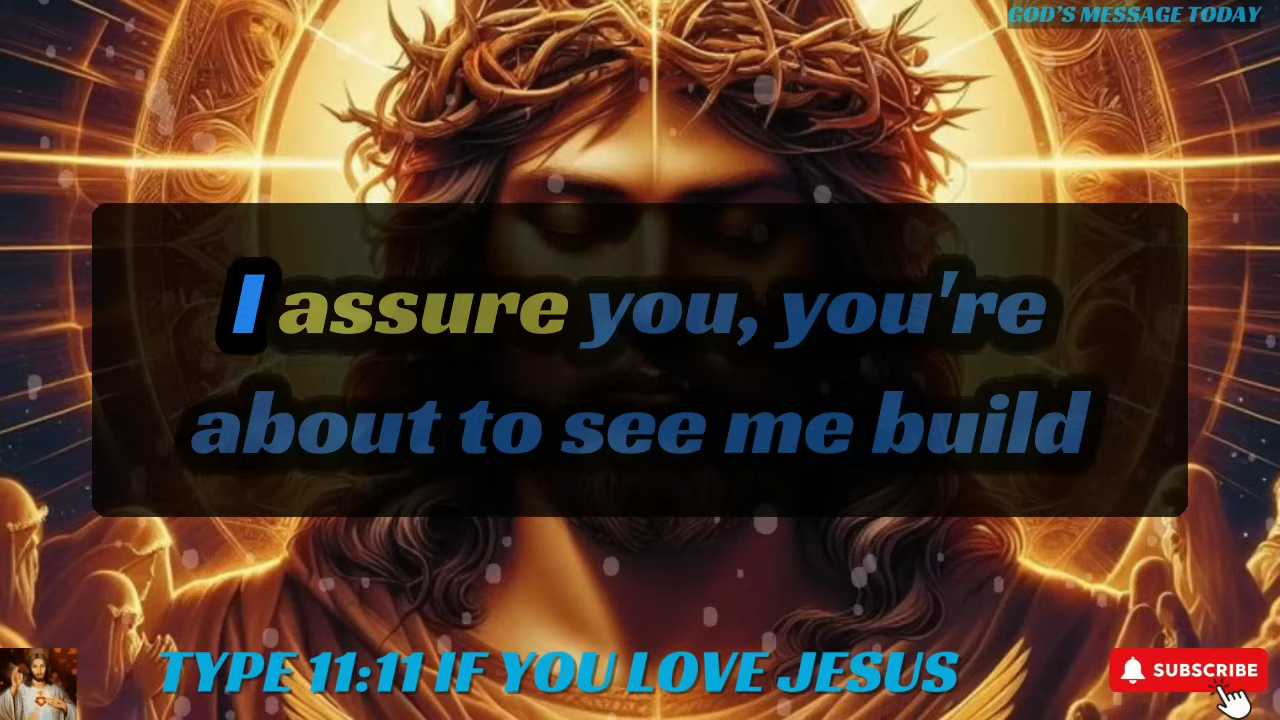 GOD'S MESSAGE TODAY
I assure you, you're
about to see me build
TYPE 11:11 IF YOU LOVE JESUS
SUBSCRIBE